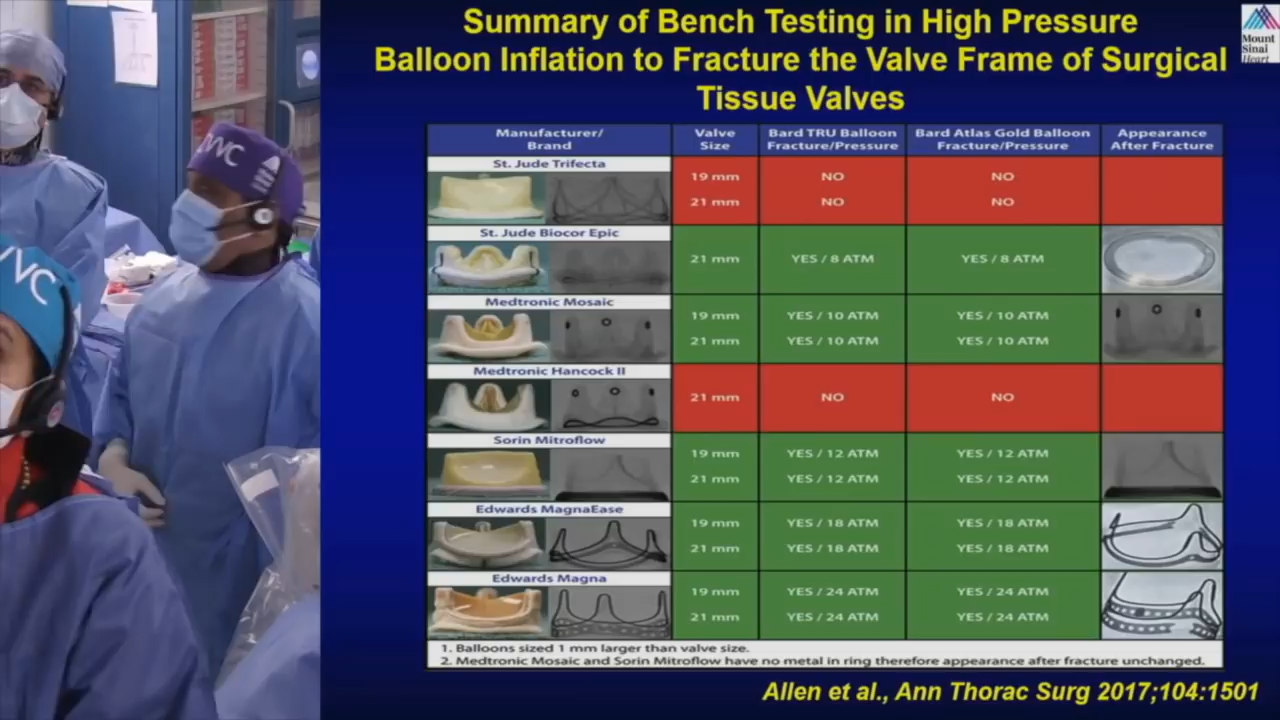 Summary of Bench Testing in High Pressure
Balloon Inflation to Fracture the Valve Frame of Surgical
Tissue Valves
Mount
Sinai
Heart
Manufacturer/
Brand
Valve
Size
Bard TRU Balloon
Fracture/Pressure
Bard Atlas Gold Balloon
Fracture/Pressure
Appearance
After Fracture
St. Jude Trifecta
19 mm NO NO
21 mm NO NO
St. Jude Biocor Epic
21 mm YES / 8 ATM YES / 8 ATM
Medtronic Mosaic
19 mm YES / 10 ATM YES / 10 ATM
21 mm YES / 10 ATM YES / 10 ATM
Medtronic Hancock II
21 mm NO NO
Sorin Mitroflow
19 mm YES / 12 ATM YES / 12 ATM
21 mm YES / 12 ATM YES / 12 ATM
Edwards MagnaEase
19 mm YES / 18 ATM YES / 18 ATM
21 mm YES / 18 ATM YES / 18 ATM
Edwards Magna
19 mm YES / 24 ATM YES / 24 ATM
21 mm YES / 24 ATM YES / 24 ATM
1. Balloons sized 1 mm larger than valve size.
2. Medtronic Mosaic and Sorin Mitroflow have no metal in ring therefore appearance after fracture unchanged.
Allen et al., Ann Thorac Surg 2017;104:1501